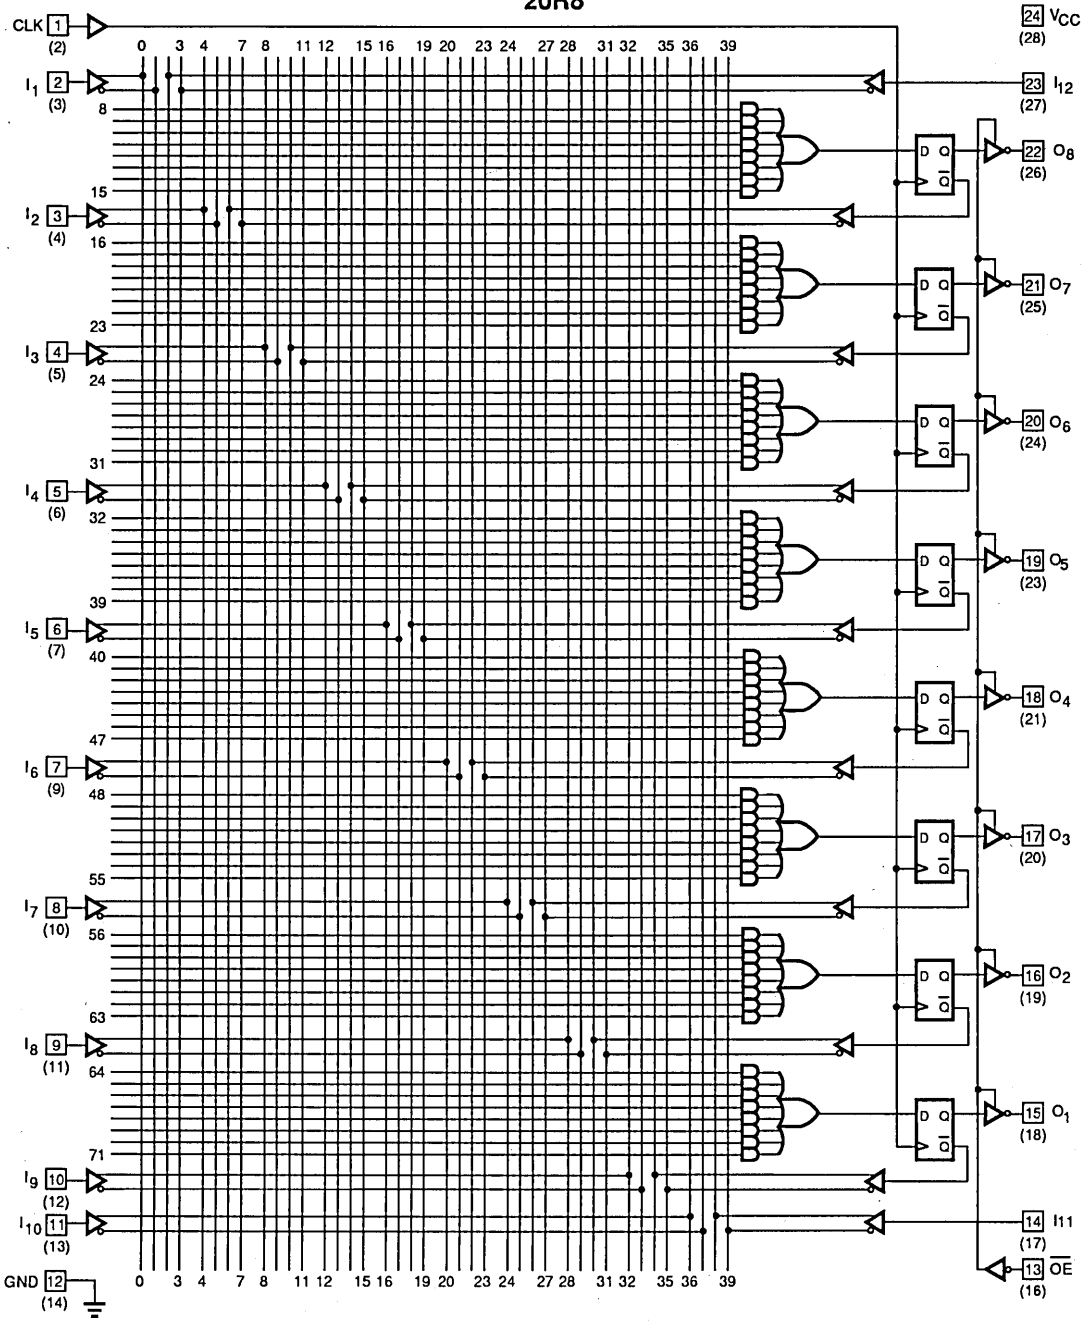 20R8
CLK 1 (2)
24 VCC (28)
0 3 4 7 8 11 12 15 16 19 20 23 24 27 28 31 32 35 36 39
I1 2 (3)
23 I12 (27)
8
D Q
Q
22 O8 (26)
15
I2 3 (4)
16
D Q
Q
21 O7 (25)
23
I3 4 (5)
24
D Q
Q
20 O6 (24)
31
I4 5 (6)
32
D Q
Q
19 O5 (23)
39
I5 6 (7)
40
D Q
Q
18 O4 (21)
47
I6 7 (9)
48
D Q
Q
17 O3 (20)
55
I7 8 (10)
56
D Q
Q
16 O2 (19)
63
I8 9 (11)
64
D Q
Q
15 O1 (18)
71
I9 10 (12)
I10 11 (13)
14 I11 (17)
0 3 4 7 8 11 12 15 16 19 20 23 24 27 28 31 32 35 36 39
13 OE (16)
GND 12 (14)